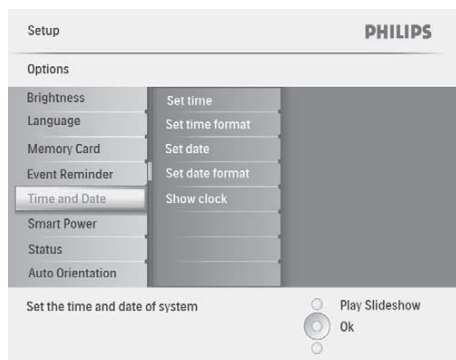 Setup
PHILIPS
Options
Brightness
Language
Memory Card
Event Reminder
Time and Date
Smart Power
Status
Auto Orientation
Set time
Set time format
Set date
Set date format
Show clock
Set the time and date of system
Play Slideshow
Ok